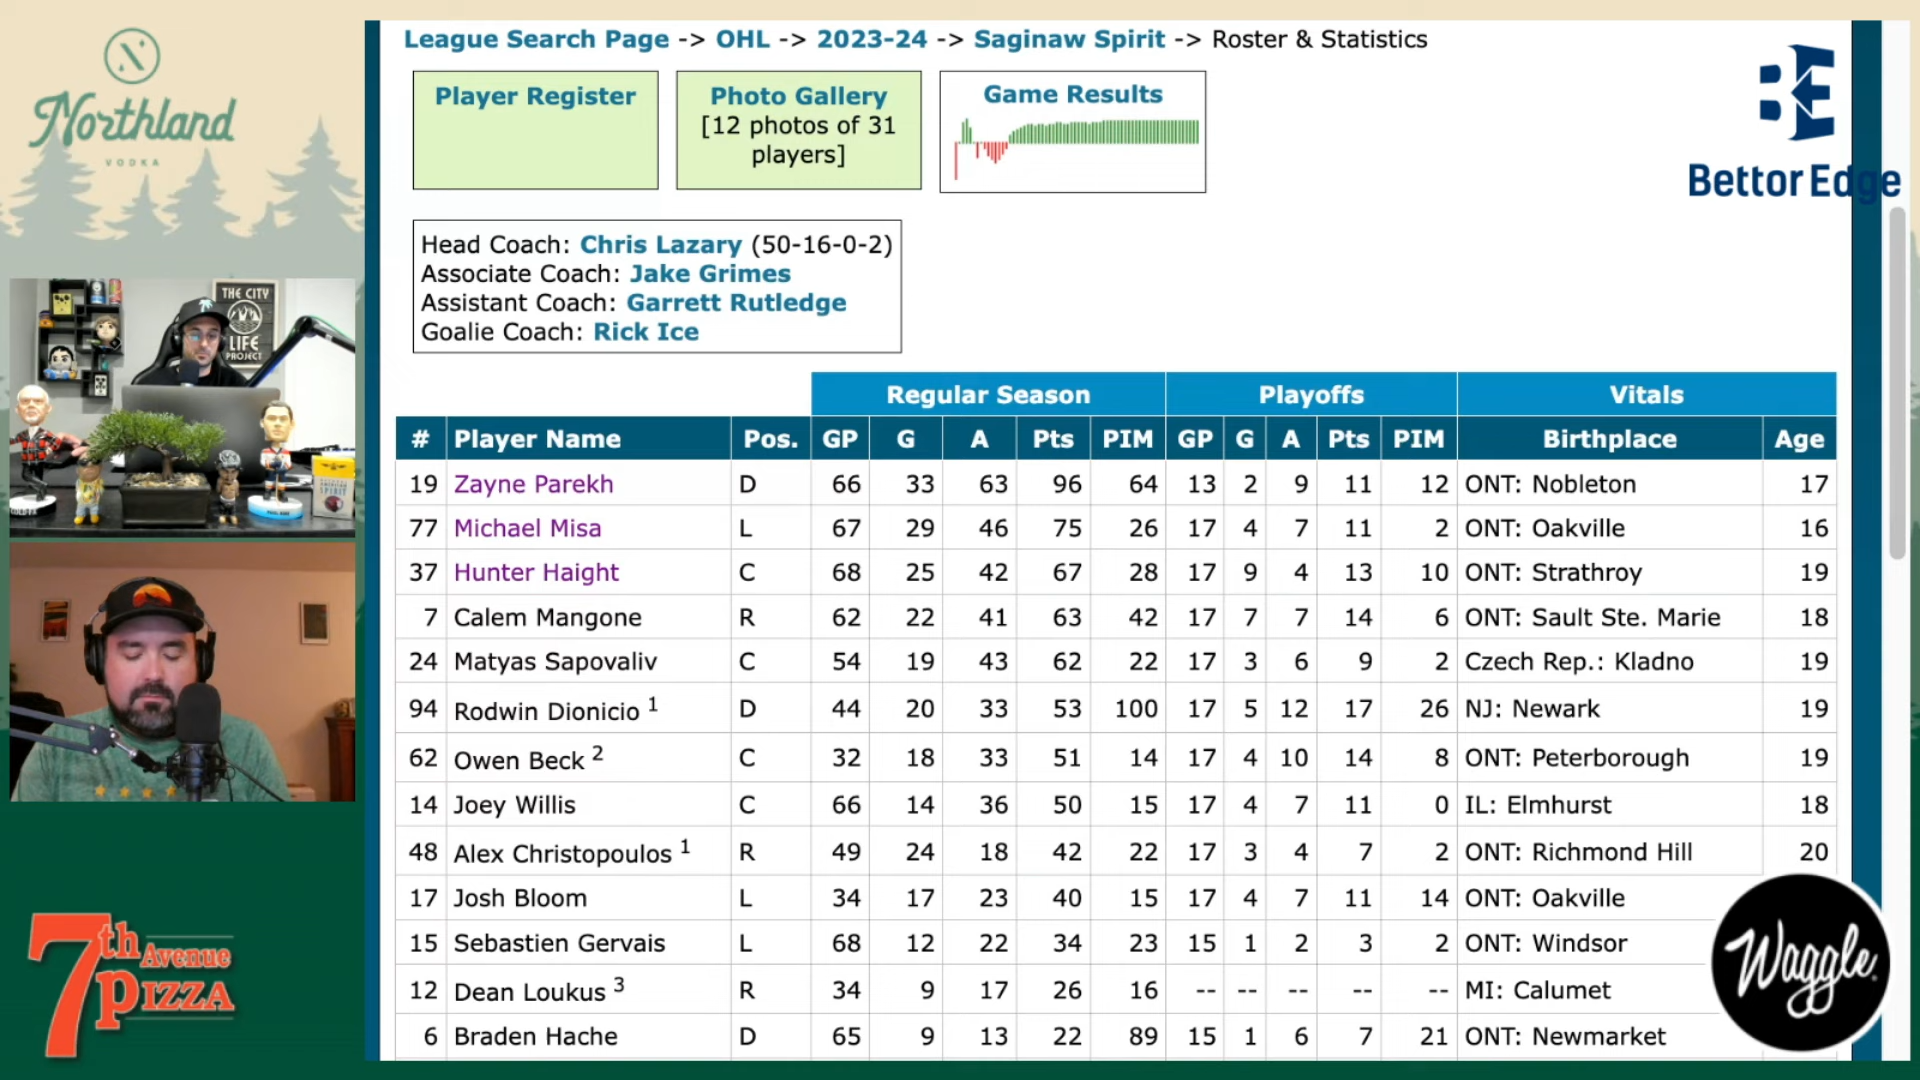 Northland
VODKA
THE CITY
LIFE
PROJECT
7th Avenue
PIZZA
League Search Page -> OHL -> 2023-24 -> Saginaw Spirit -> Roster & Statistics
Player Register
Photo Gallery
[12 photos of 31
players]
Game Results
BE
Bettor Edge
Head Coach: Chris Lazary (50-16-0-2)
Associate Coach: Jake Grimes
Assistant Coach: Garrett Rutledge
Goalie Coach: Rick Ice
Regular Season Playoffs Vitals
# Player Name Pos. GP G A Pts PIM GP G A Pts PIM Birthplace Age
19 Zayne Parekh D 66 33 63 96 64 13 2 9 11 12 ONT: Nobleton 17
77 Michael Misa L 67 29 46 75 26 17 4 7 11 2 ONT: Oakville 16
37 Hunter Haight C 68 25 42 67 28 17 9 4 13 10 ONT: Strathroy 19
7 Calem Mangone R 62 22 41 63 42 17 7 7 14 6 ONT: Sault Ste. Marie 18
24 Matyas Sapovaliv C 54 19 43 62 22 17 3 6 9 2 Czech Rep.: Kladno 19
94 Rodwin Dionicio 1 D 44 20 33 53 100 17 5 12 17 26 NJ: Newark 19
62 Owen Beck 2 C 32 18 33 51 14 17 4 10 14 8 ONT: Peterborough 19
14 Joey Willis C 66 14 36 50 15 17 4 7 11 0 IL: Elmhurst 18
48 Alex Christopoulos 1 R 49 24 18 42 22 17 3 4 7 2 ONT: Richmond Hill 20
17 Josh Bloom L 34 17 23 40 15 17 4 7 11 14 ONT: Oakville
15 Sebastien Gervais L 68 12 22 34 23 15 1 2 3 2 ONT: Windsor
12 Dean Loukus 3 R 34 9 17 26 16 -- -- -- -- -- MI: Calumet
6 Braden Hache D 65 9 13 22 89 15 1 6 7 21 ONT: Newmarket
Waggle